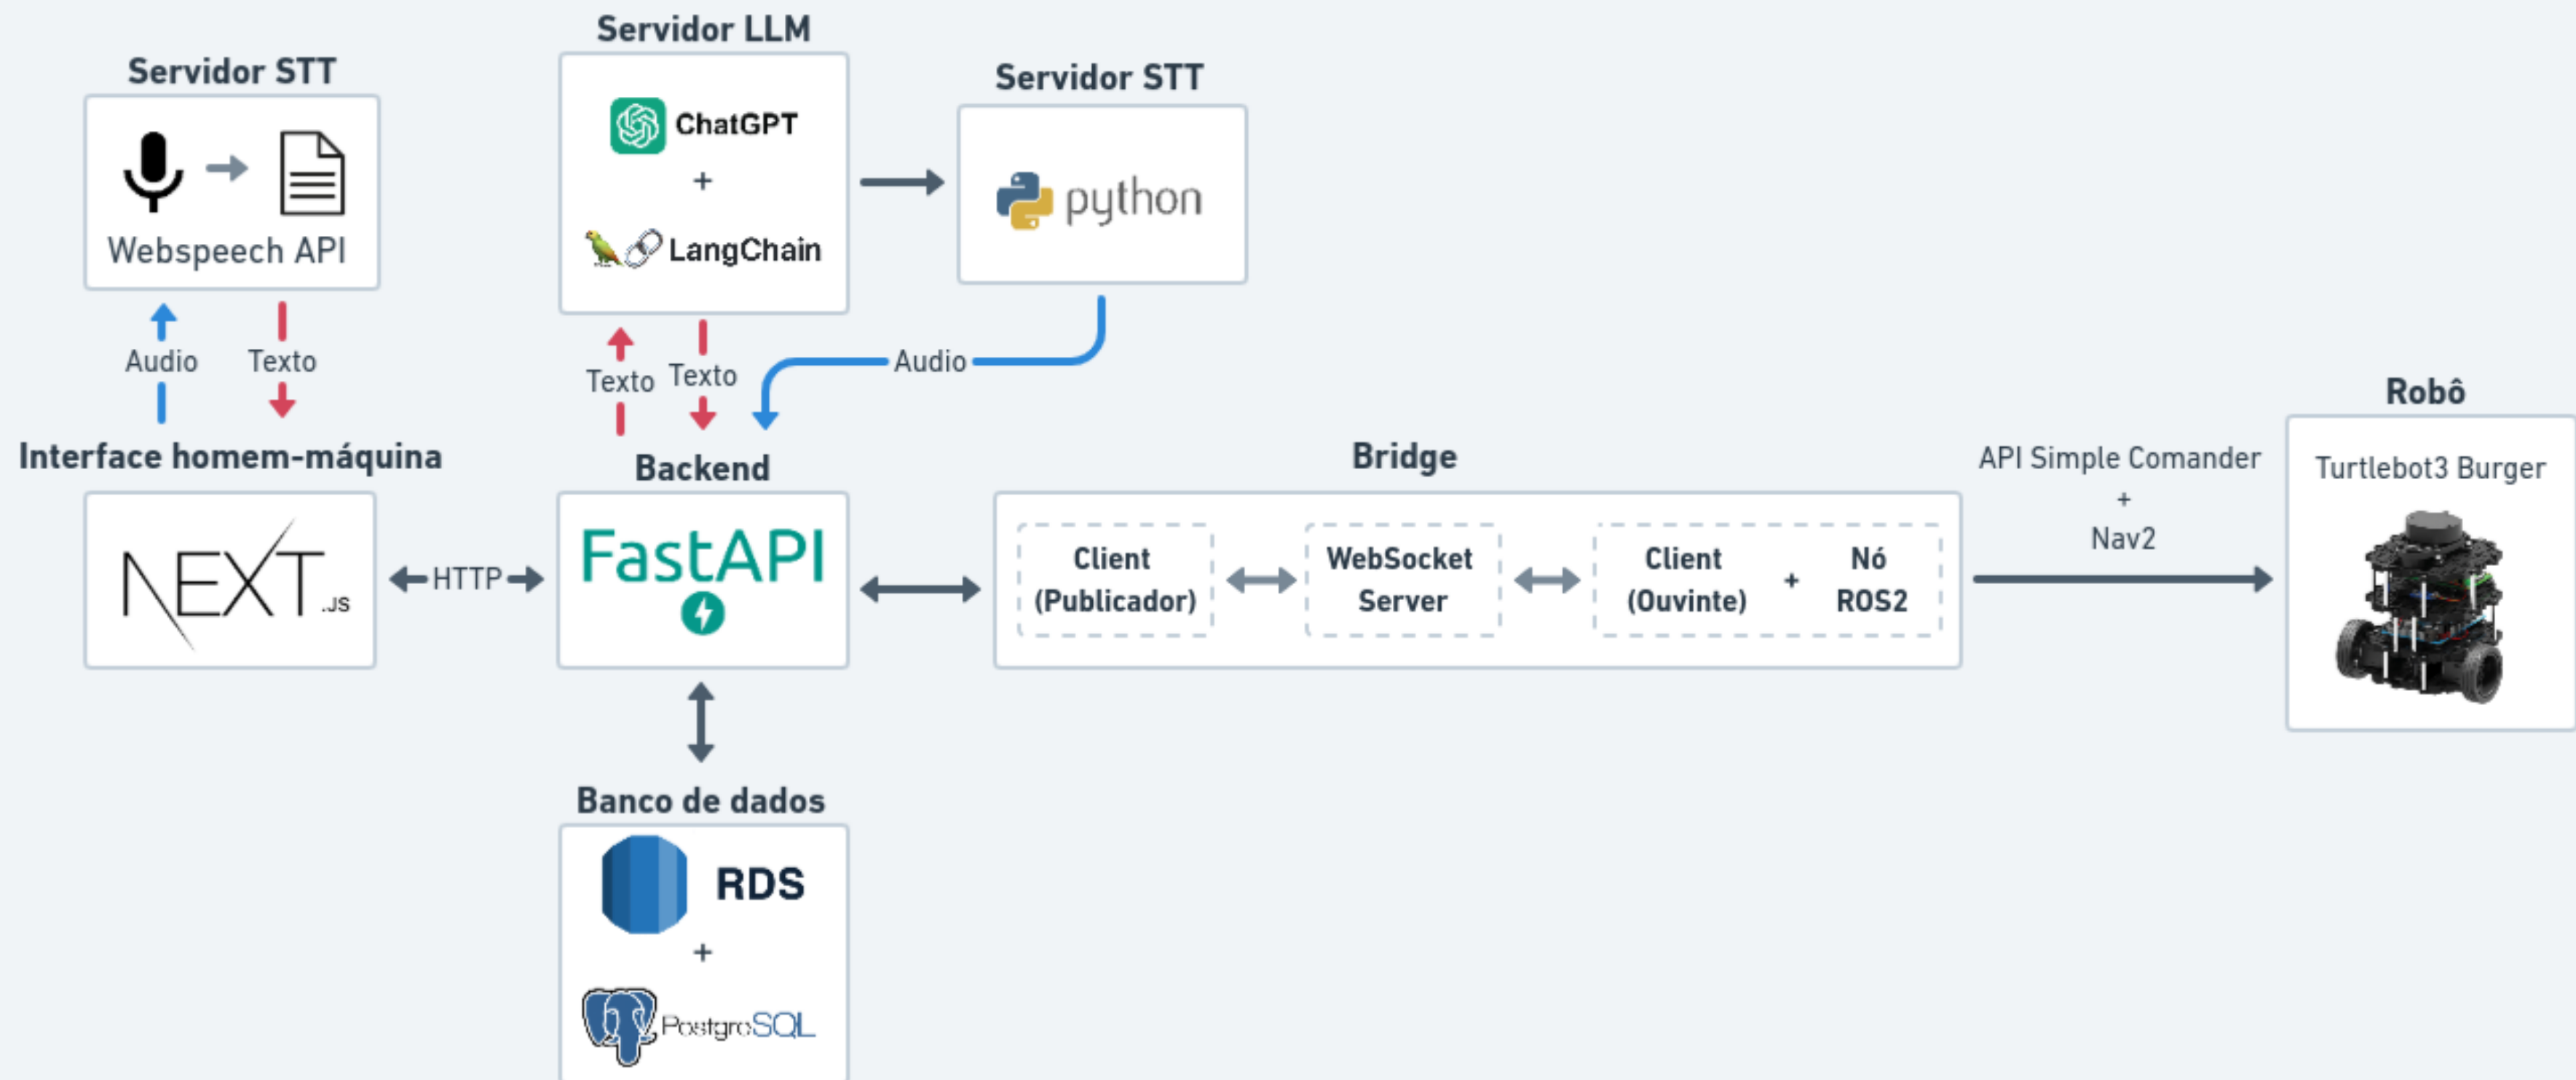 Servidor STT
Webspeech API
Audio
Texto
Servidor LLM
ChatGPT
+
LangChain
Servidor STT
python
Texto
Texto
Audio
Interface homem-máquina
NEXT.JS
HTTP
Backend
FastAPI
Bridge
Client
(Publicador)
WebSocket
Server
Client
(Ouvinte)
+
Nó
ROS2
API Simple Comander
+
Nav2
Robô
Turtlebot3 Burger
Banco de dados
RDS
+
PostgreSQL